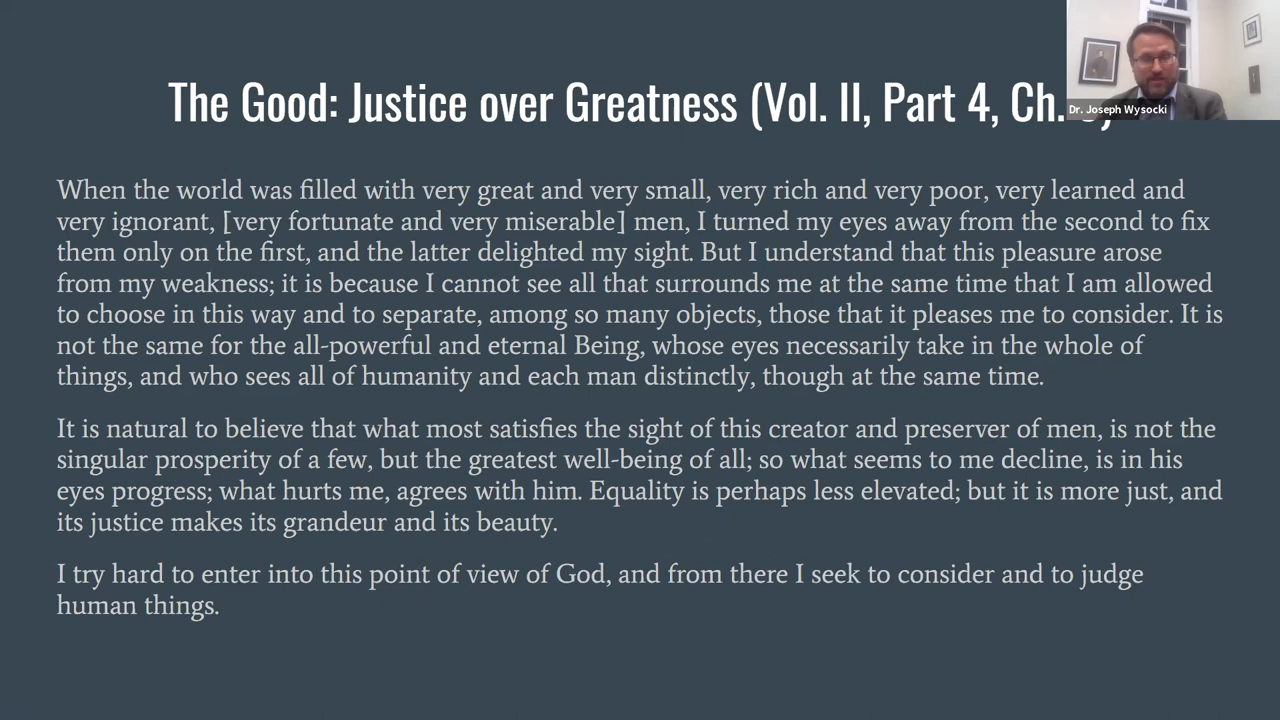 The Good: Justice over Greatness (Vol. II, Part 4, Ch.
Dr. Joseph Wysocki
When the world was filled with very great and very small, very rich and very poor, very learned and
very ignorant, [very fortunate and very miserable] men, I turned my eyes away from the second to fix
them only on the first, and the latter delighted my sight. But I understand that this pleasure arose
from my weakness; it is because I cannot see all that surrounds me at the same time that I am allowed
to choose in this way and to separate, among so many objects, those that it pleases me to consider. It is
not the same for the all-powerful and eternal Being, whose eyes necessarily take in the whole of
things, and who sees all of humanity and each man distinctly, though at the same time.
It is natural to believe that what most satisfies the sight of this creator and preserver of men, is not the
singular prosperity of a few, but the greatest well-being of all; so what seems to me decline, is in his
eyes progress; what hurts me, agrees with him. Equality is perhaps less elevated; but it is more just, and
its justice makes its grandeur and its beauty.
I try hard to enter into this point of view of God, and from there I seek to consider and to judge
human things.